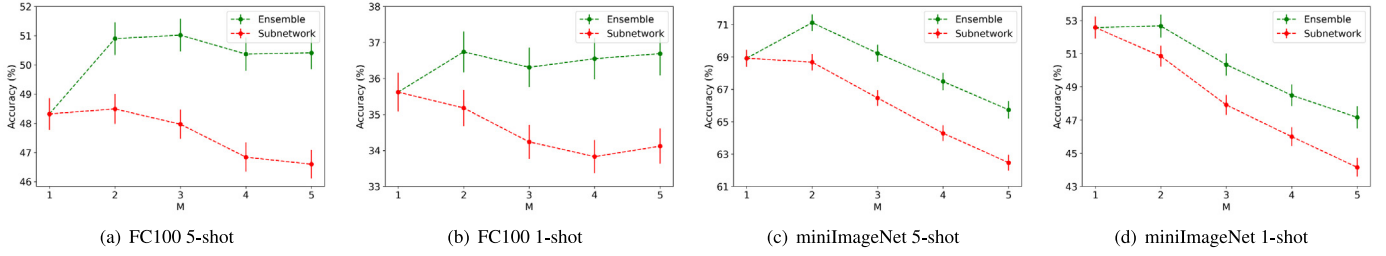 52
51
50
49
48
47
46
Accuracy (%)
Ensemble
Subnetwork
1 2 3 4 5
M
(a) FC100 5-shot
38
37
36
35
34
33
Accuracy (%)
Ensemble
Subnetwork
1 2 3 4 5
M
(b) FC100 1-shot
73
71
69
67
65
63
61
Accuracy (%)
Ensemble
Subnetwork
1 2 3 4 5
M
(c) miniImageNet 5-shot
55
53
51
49
47
45
43
Accuracy (%)
Ensemble
Subnetwork
1 2 3 4 5
M
(d) miniImageNet 1-shot